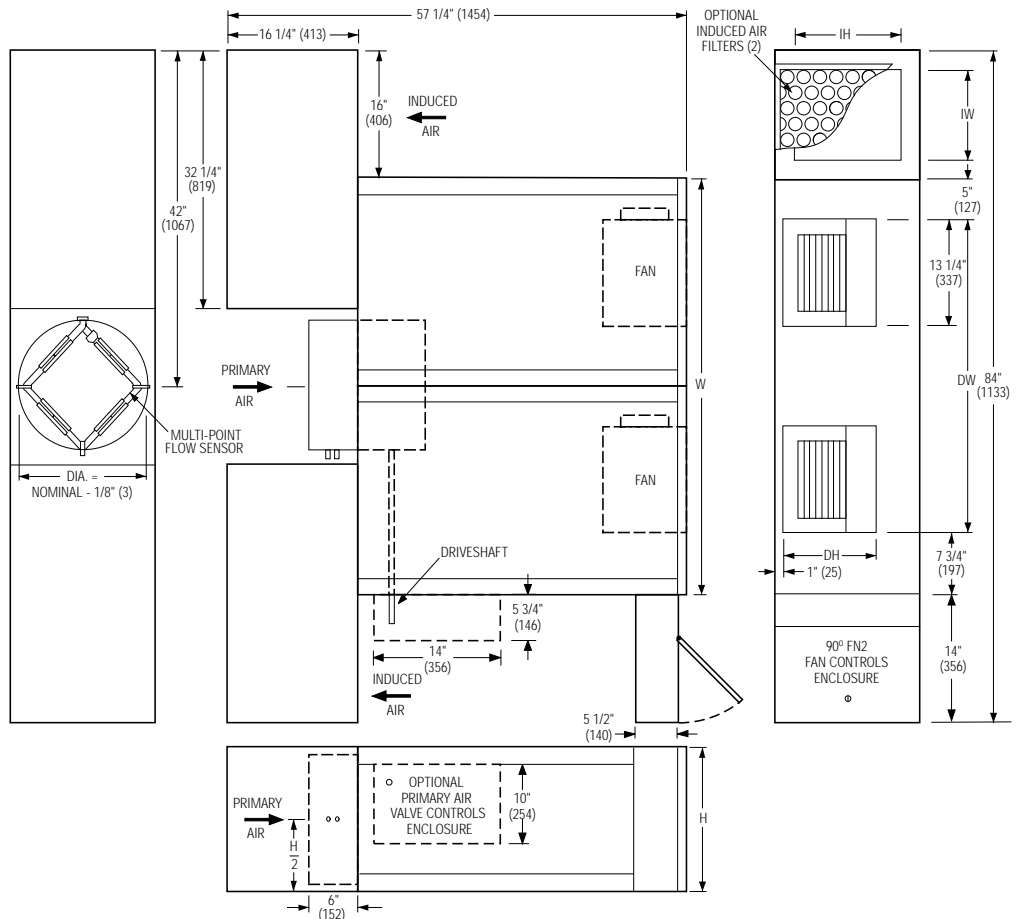 57 1/4" (1454)
16 1/4" (413)
OPTIONAL
INDUCED AIR
FILTERS (2)
IH
16"
(406)
INDUCED
AIR
IW
32 1/4"
(819)
42"
(1067)
5"
(127)
13 1/4"
(337)
FAN
PRIMARY
AIR
W
DW
84"
(1133)
MULTI-POINT
FLOW SENSOR
DIA. =
NOMINAL - 1/8" (3)
FAN
DRIVESHAFT
DH
1" (25)
7 3/4"
(197)
5 3/4"
(146)
14"
(356)
INDUCED
AIR
90º FN2
FAN CONTROLS
ENCLOSURE
14"
(356)
5 1/2"
(140)
PRIMARY
AIR
H
2
OPTIONAL
PRIMARY AIR
VALVE CONTROLS
ENCLOSURE
10"
(254)
H
6"
(152)